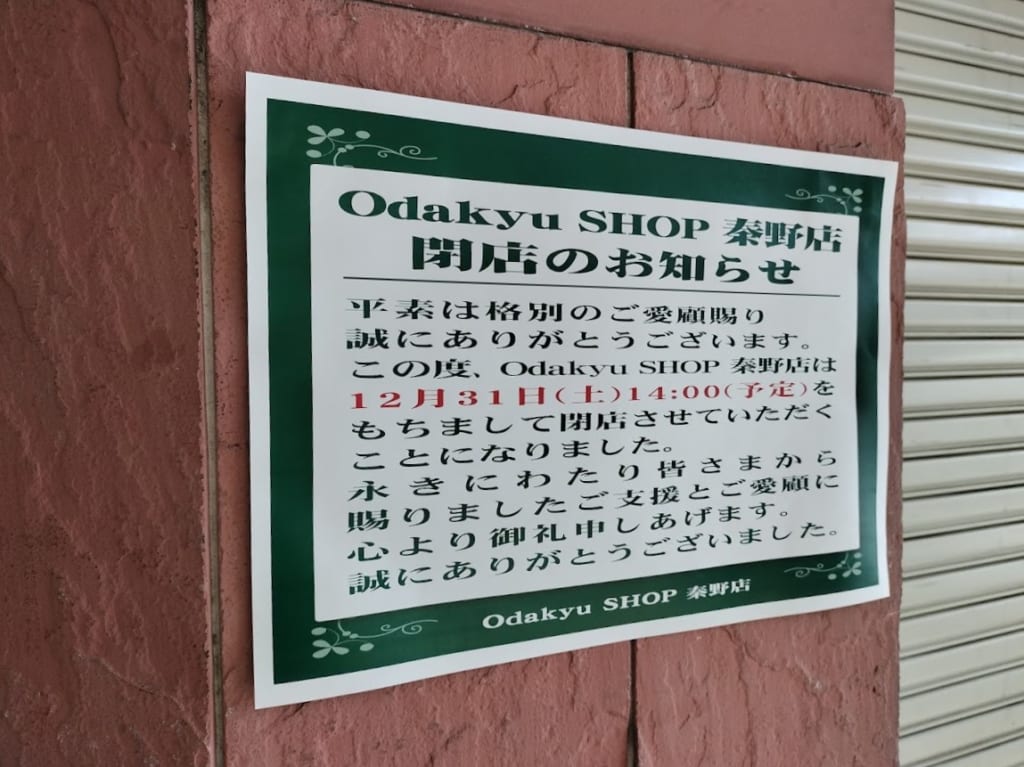 Odakyu SHOP 秦野店
閉店のお知らせ
平素は格別のご愛顧賜り
誠にありがとうございます。
この度、Odakyu SHOP 秦野店は
12月31日(土)14:00(予定)を
もちまして閉店させていただく
ことになりました。
永きにわたり皆さまから
賜りましたご支援とご愛顧に
心より御礼申しあげます。
誠にありがとうございました。
Odakyu SHOP 秦野店